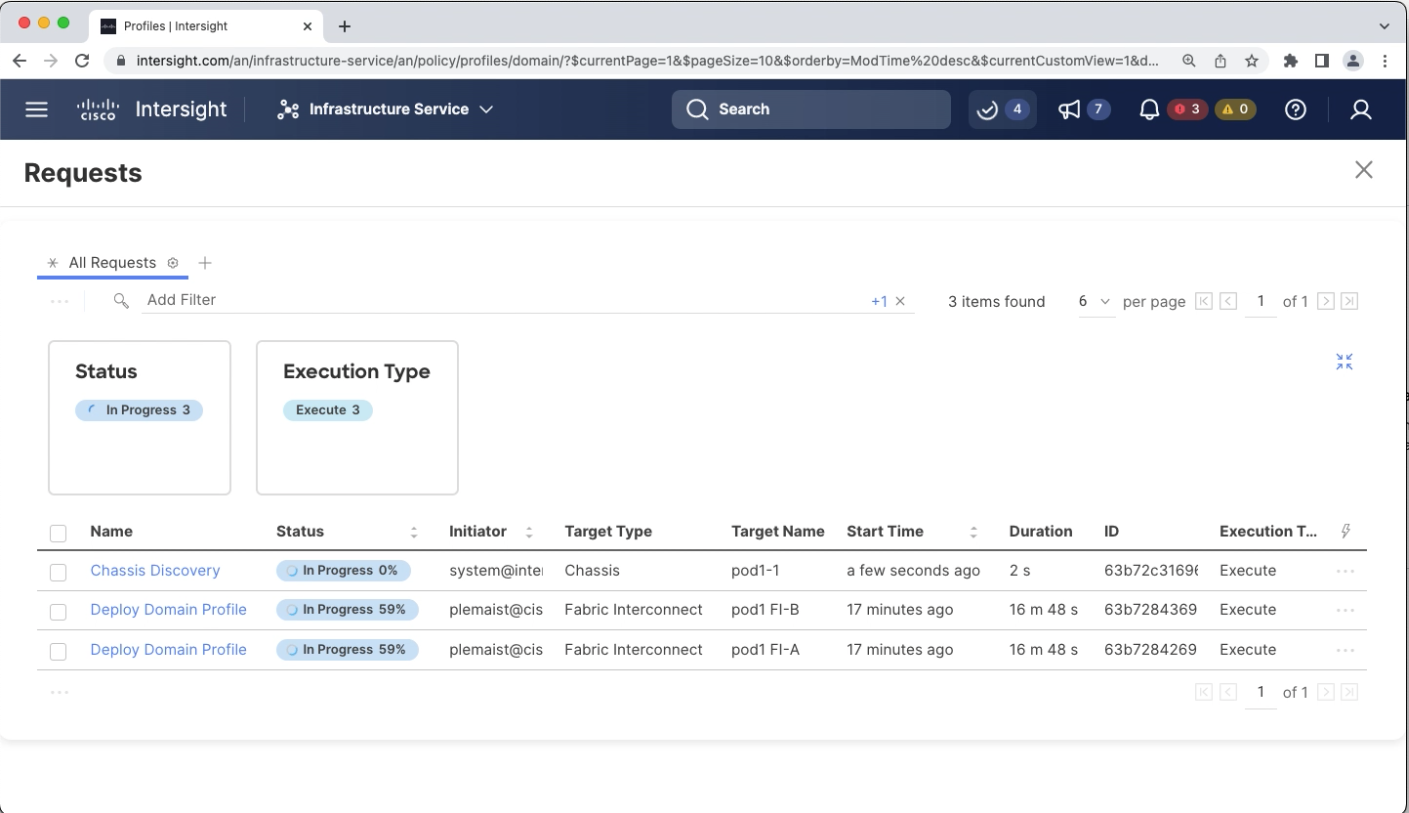 Profiles | Intersight
intersight.com/an/infrastructure-service/an/policy/profiles/domain/?$currentPage=1&$pageSize=10&$orderby=ModTime%20desc&$currentCustomView=1&d...
CISCO Intersight Infrastructure Service Search 4 7 3 0
Requests
All Requests
Add Filter +1 3 items found 6 per page 1 of 1
Status Execution Type
In Progress 3 Execute 3
Name Status Initiator Target Type Target Name Start Time Duration ID Execution T...
Chassis Discovery In Progress 0% system@inter Chassis pod1-1 a few seconds ago 2 s 63b72c31696 Execute
Deploy Domain Profile In Progress 59% plemaist@cis Fabric Interconnect pod1 FI-B 17 minutes ago 16 m 48 s 63b7284369 Execute
Deploy Domain Profile In Progress 59% plemaist@cis Fabric Interconnect pod1 FI-A 17 minutes ago 16 m 48 s 63b7284269 Execute
1 of 1